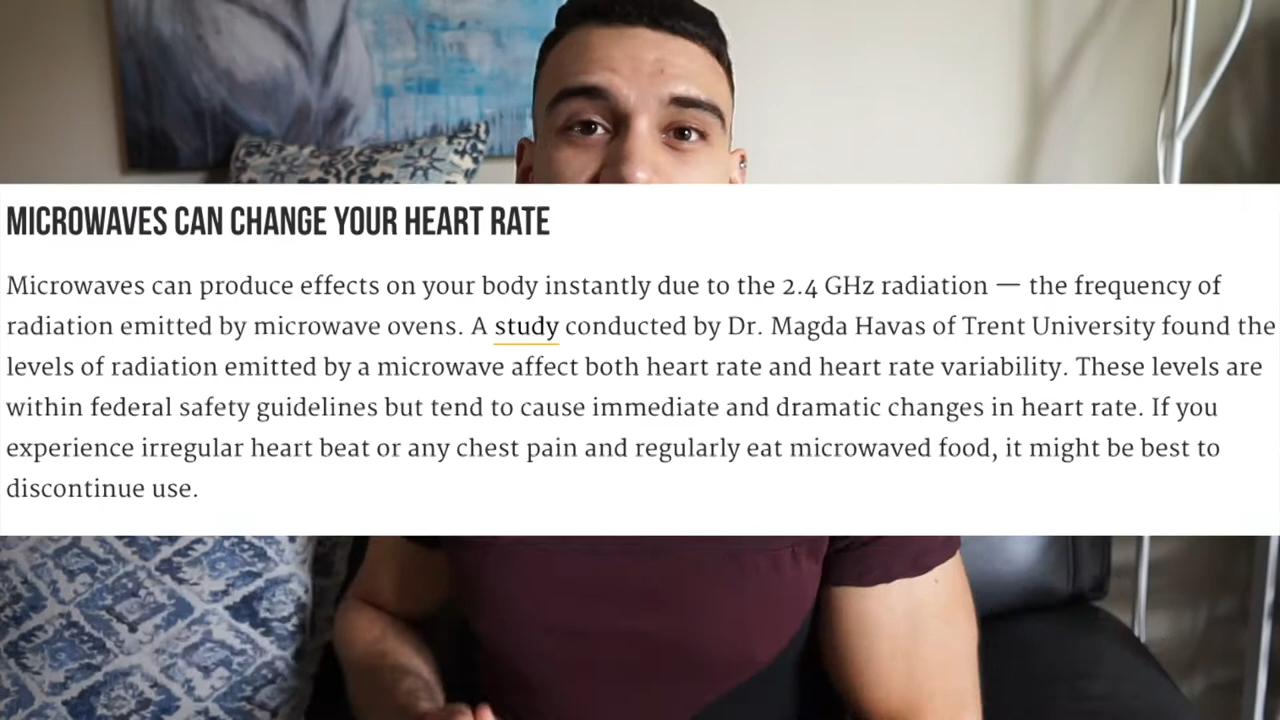 MICROWAVES CAN CHANGE YOUR HEART RATE
Microwaves can produce effects on your body instantly due to the 2.4 GHz radiation — the frequency of
radiation emitted by microwave ovens. A study conducted by Dr. Magda Havas of Trent University found the
levels of radiation emitted by a microwave affect both heart rate and heart rate variability. These levels are
within federal safety guidelines but tend to cause immediate and dramatic changes in heart rate. If you
experience irregular heart beat or any chest pain and regularly eat microwaved food, it might be best to
discontinue use.